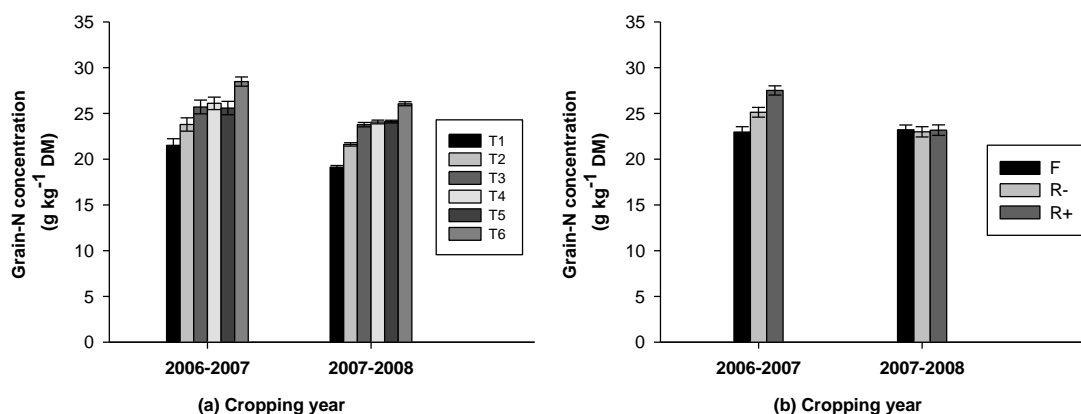 35
30
25
20
15
10
5
0
Grain-N concentration
(g kg⁻¹ DM)
T1
T2
T3
T4
T5
T6
2006-2007
2007-2008
(a) Cropping year
35
30
25
20
15
10
5
0
Grain-N concentration
(g kg⁻¹ DM)
F
R-
R+
2006-2007
2007-2008
(b) Cropping year